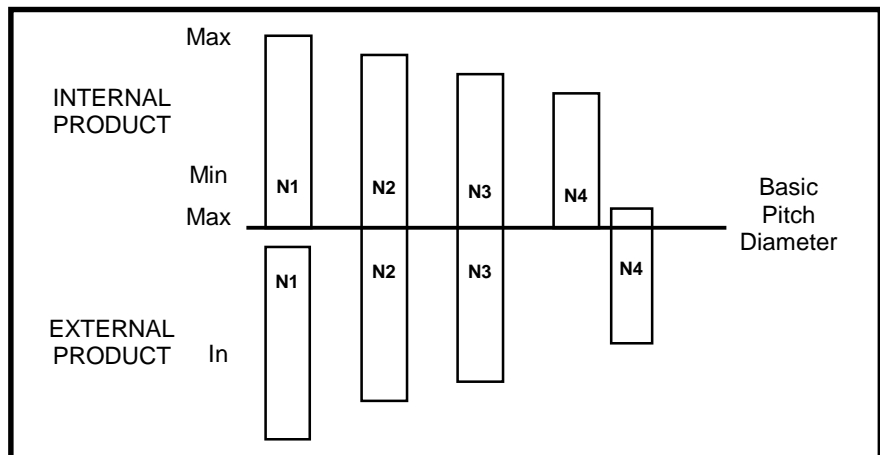 Max
INTERNAL
PRODUCT
Min
N1
N2
N3
N4
Max
Basic
Pitch
Diameter
N1
N2
N3
N4
EXTERNAL
PRODUCT
In